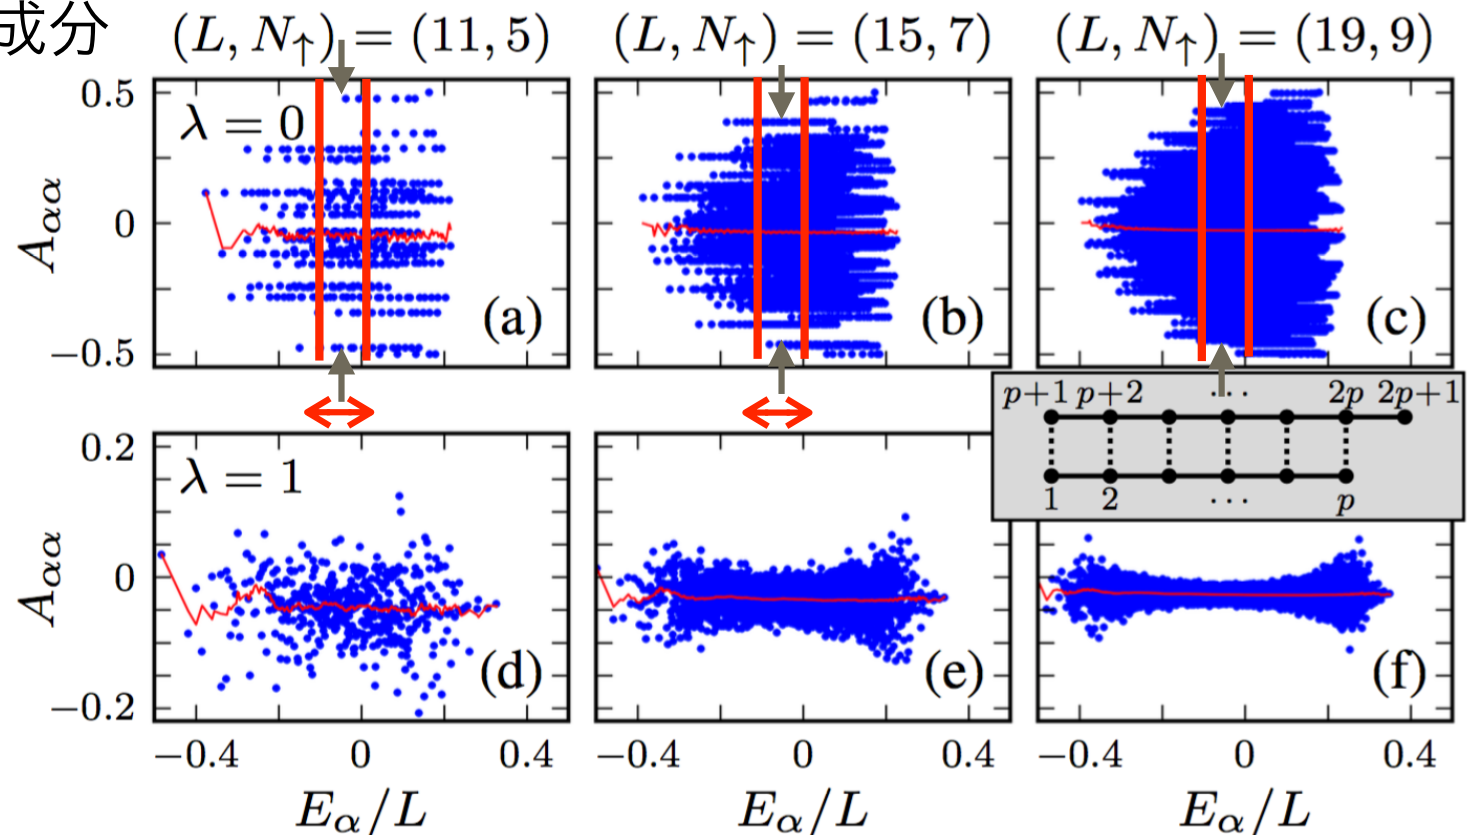 成分
(L, N↑) = (11, 5) (L, N↑) = (15, 7) (L, N↑) = (19, 9)
0.5
λ = 0
Aαα
0
−0.5
(a) (b) (c)
p+1 p+2 ··· 2p 2p+1
1 2 ··· p
0.2
λ = 1
Aαα
0
−0.2
(d) (e) (f)
−0.4 0 0.4 −0.4 0 0.4 −0.4 0 0.4
Eα/L Eα/L Eα/L